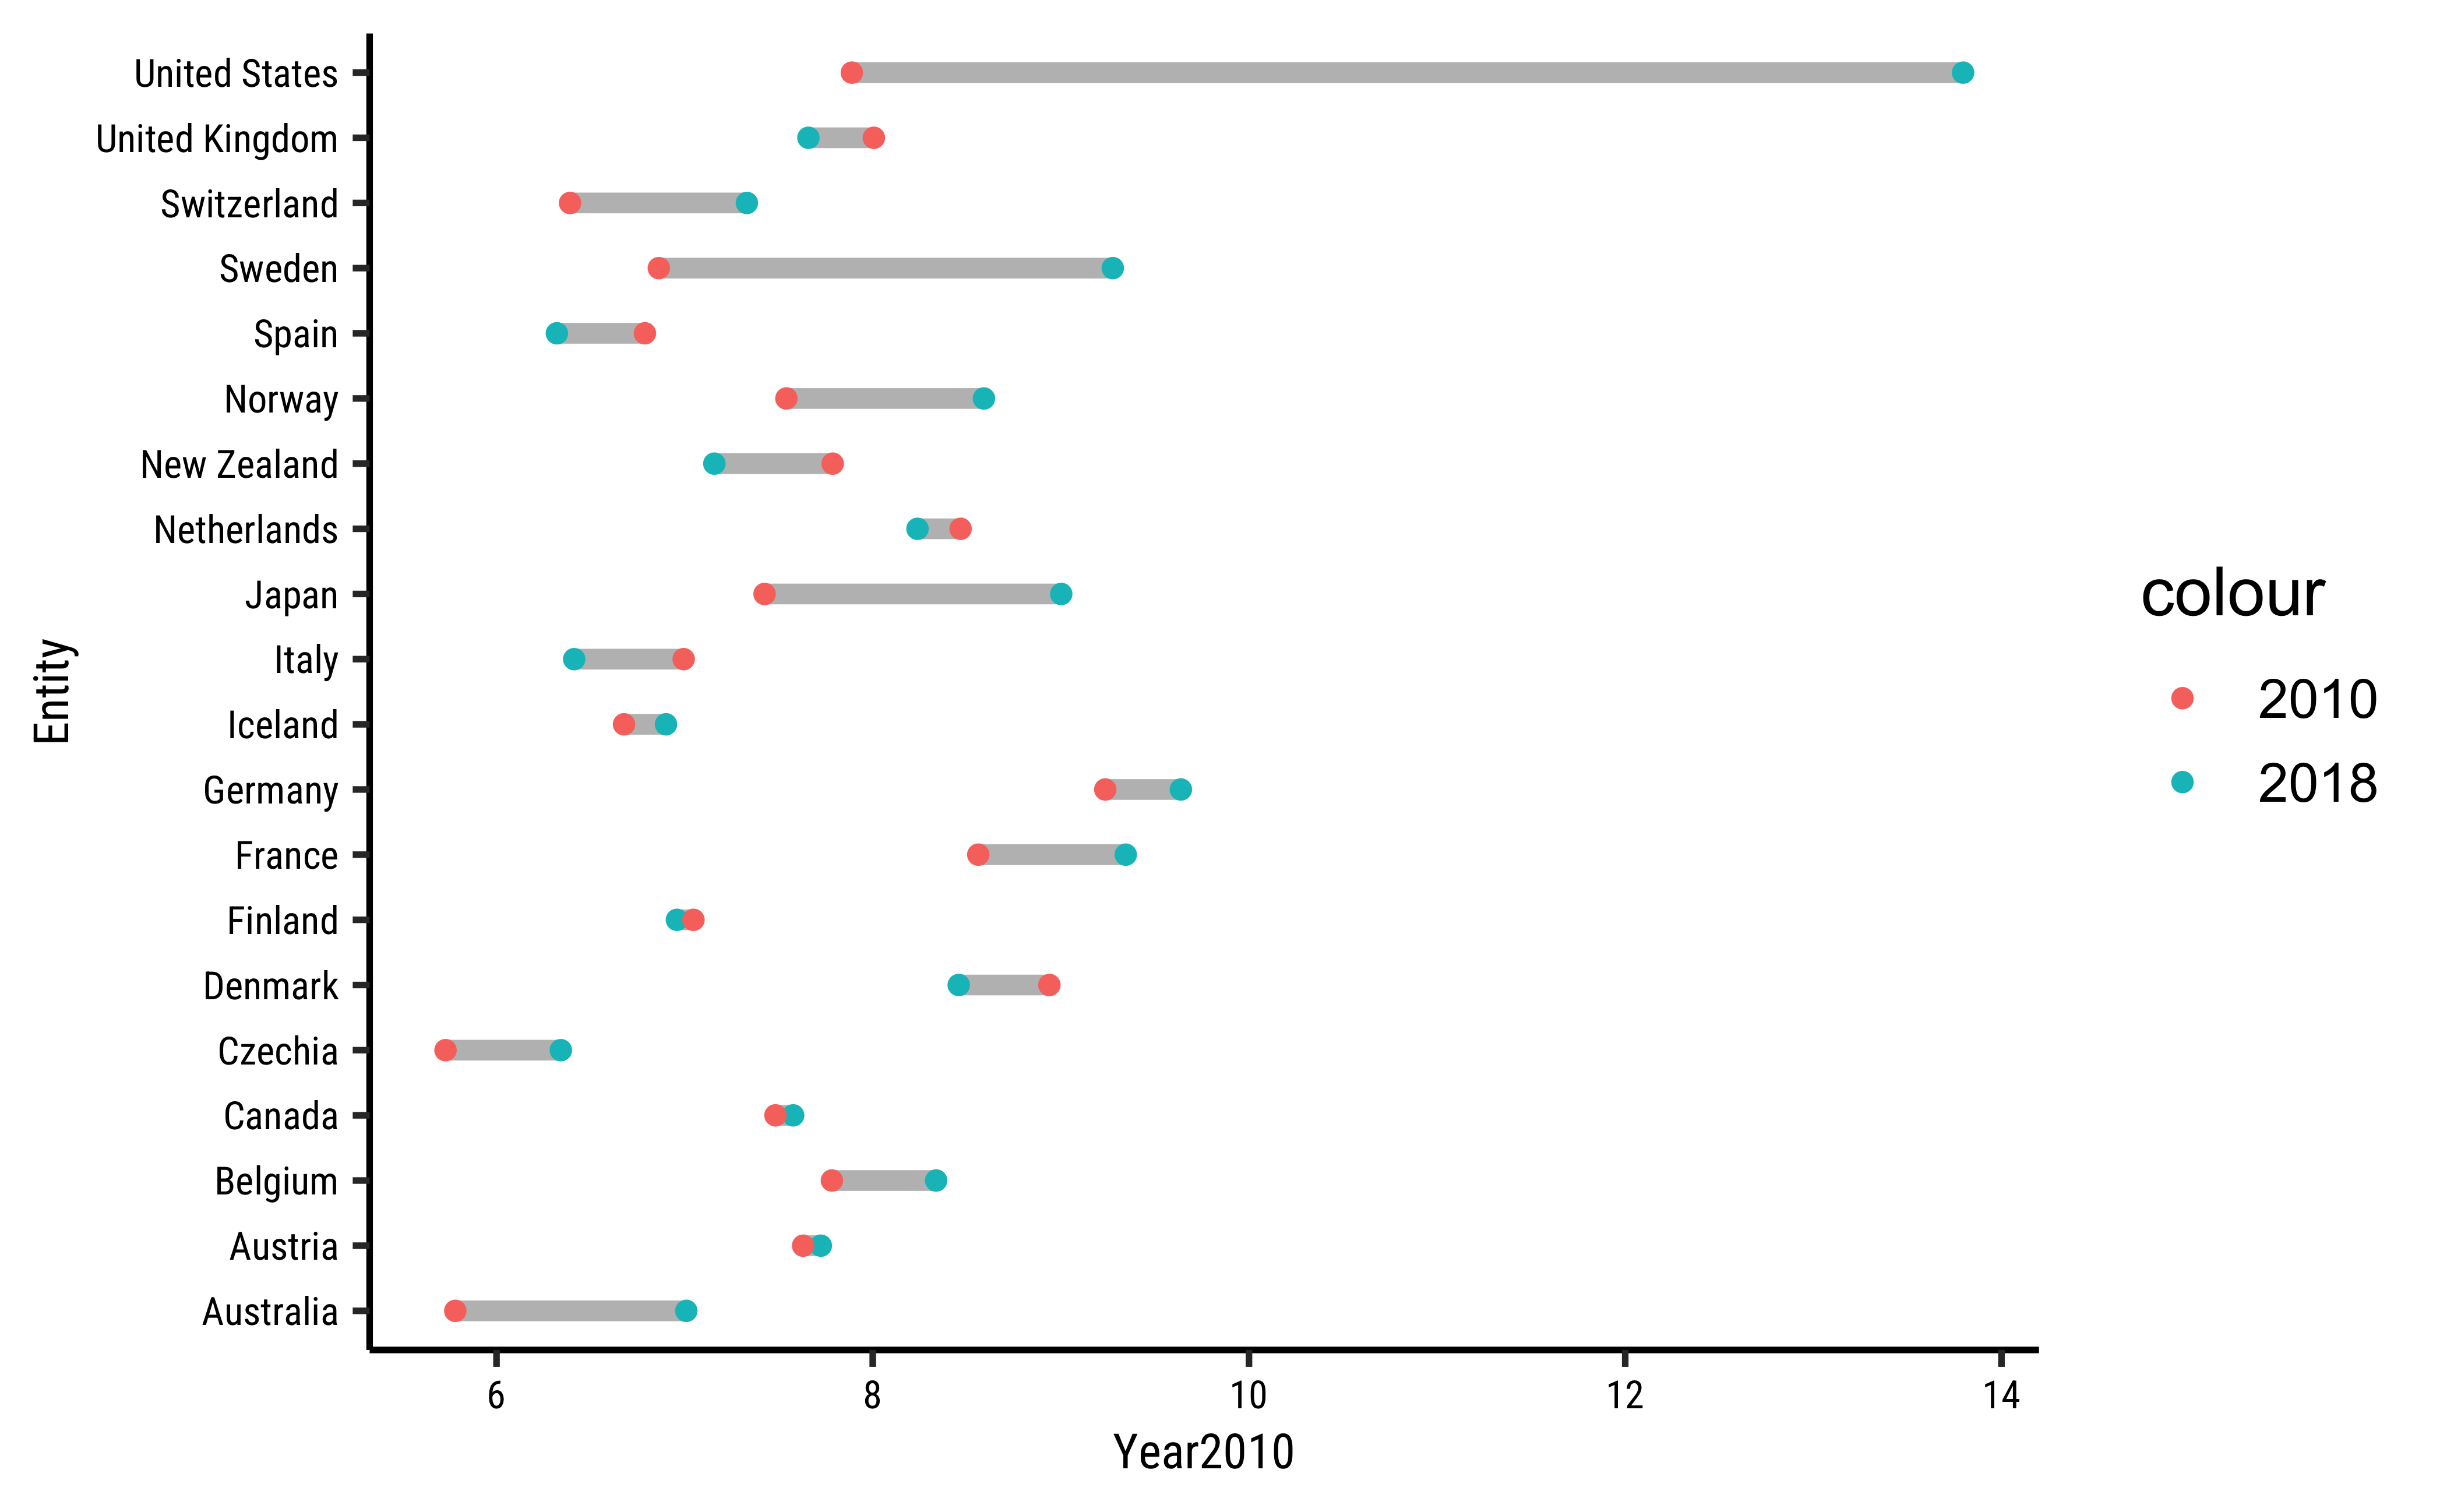 United States
United Kingdom
Switzerland
Sweden
Spain
Norway
New Zealand
Netherlands
Japan
Italy
Iceland
Germany
France
Finland
Denmark
Czechia
Canada
Belgium
Austria
Australia
Entity
6 8 10 12 14
Year2010
colour
2010
2018